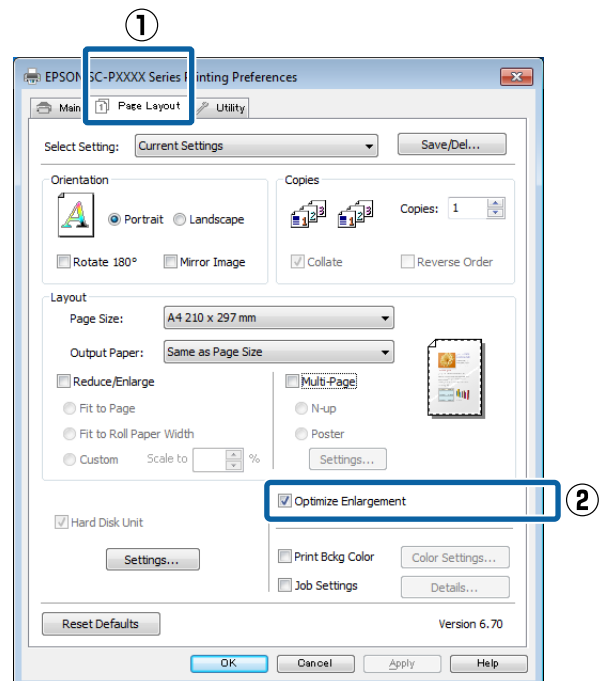 1
EPSON SC-PXXXX Series Printing Preferences
Main Page Layout Utility
Select Setting: Current Settings Save/Del...
Orientation Copies
Portrait Landscape Copies: 1
Rotate 180° Mirror Image Collate Reverse Order
Layout
Page Size: A4 210 x 297 mm
Output Paper: Same as Page Size
Reduce/Enlarge Multi-Page
Fit to Page N-up
Fit to Roll Paper Width Poster
Custom Scale to % Settings...
Optimize Enlargement 2
Hard Disk Unit
Settings... Print Bckg Color Color Settings...
Job Settings Details...
Reset Defaults Version 6.70
OK Cancel Apply Help